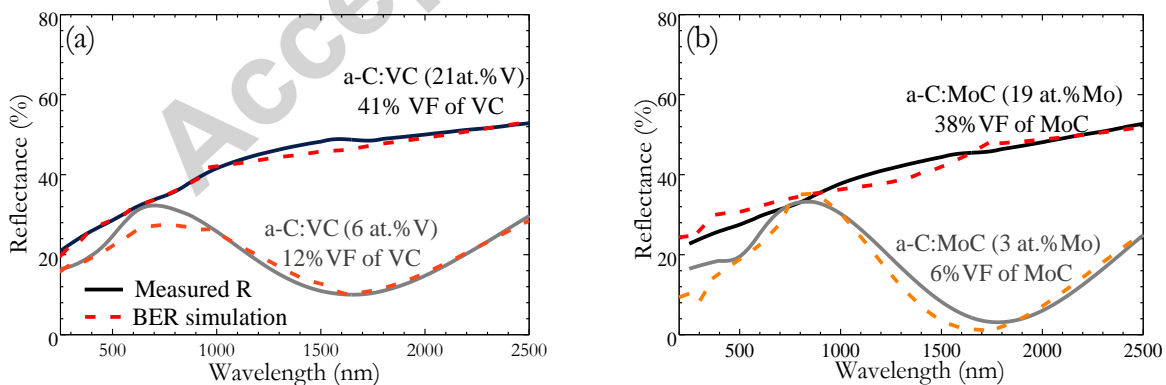 Accep
(a)
80
60
40
20
0
Reflectance (%)
a-C:VC (21at.%V)
41% VF of VC
a-C:VC (6 at.%V)
12%VF of VC
Measured R
BER simulation
500
1000
1500
2000
2500
Wavelength (nm)
(b)
80
60
40
20
0
Reflectance (%)
a-C:MoC (19 at.%Mo)
38%VF of MoC
a-C:MoC (3 at.%Mo)
6%VF of MoC
500
1000
1500
2000
2500
Wavelength (nm)